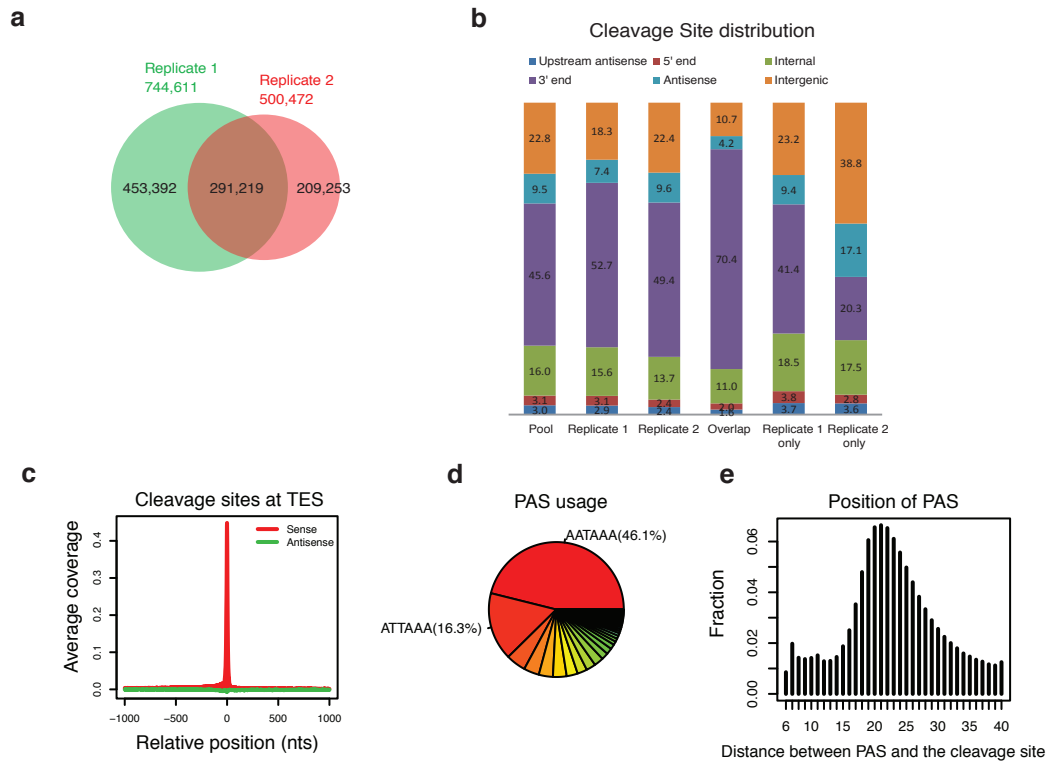 a
Replicate 1
744,611
Replicate 2
500,472
453,392
291,219
209,253
b
Cleavage Site distribution
Upstream antisense 5' end Internal
3' end Antisense Intergenic
22.8 18.3 22.4 10.7 23.2 38.8
9.5 7.4 9.6 4.2 9.4 17.1
45.6 52.7 49.4 70.4 41.4 20.3
16.0 15.6 13.7 11.0 18.5 17.5
3.1 3.1 2.4 2.0 3.8 2.8
3.0 2.9 2.4 1.8 3.7 3.6
Pool Replicate 1 Replicate 2 Overlap Replicate 1 only Replicate 2 only
c
Cleavage sites at TES
Sense
Antisense
Average coverage
0.4
0.3
0.2
0.1
0.0
−1000 −500 0 500 1000
Relative position (nts)
d
PAS usage
AATAAA(46.1%)
ATTAAA(16.3%)
e
Position of PAS
Fraction
0.06
0.04
0.02
0.00
6 10 15 20 25 30 35 40
Distance between PAS and the cleavage site